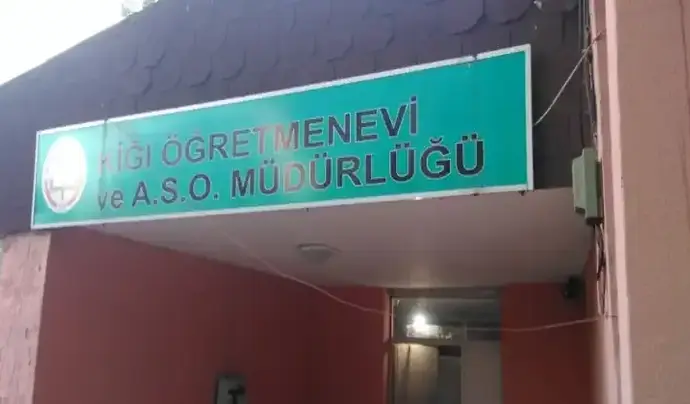 KİĞI ÖĞRETMENEVİ
ve A.S.O. MÜDÜRLÜĞÜ